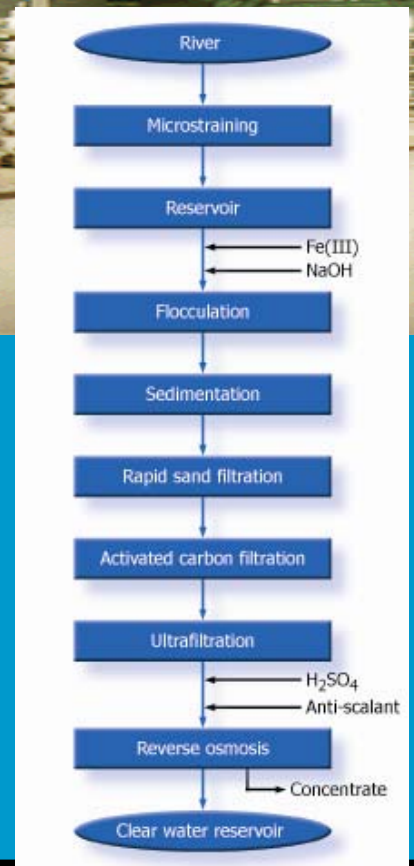 River
Microstraining
Reservoir
Fe(III)
NaOH
Flocculation
Sedimentation
Rapid sand filtration
Activated carbon filtration
Ultrafiltration
H₂SO₄
Anti-scalant
Reverse osmosis
Concentrate
Clear water reservoir